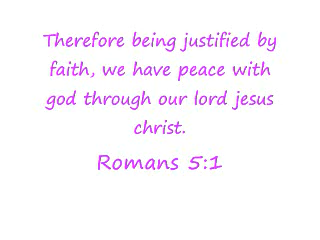 Therefore being justified by
faith, we have peace with
god through our lord jesus
christ.
Romans 5:1